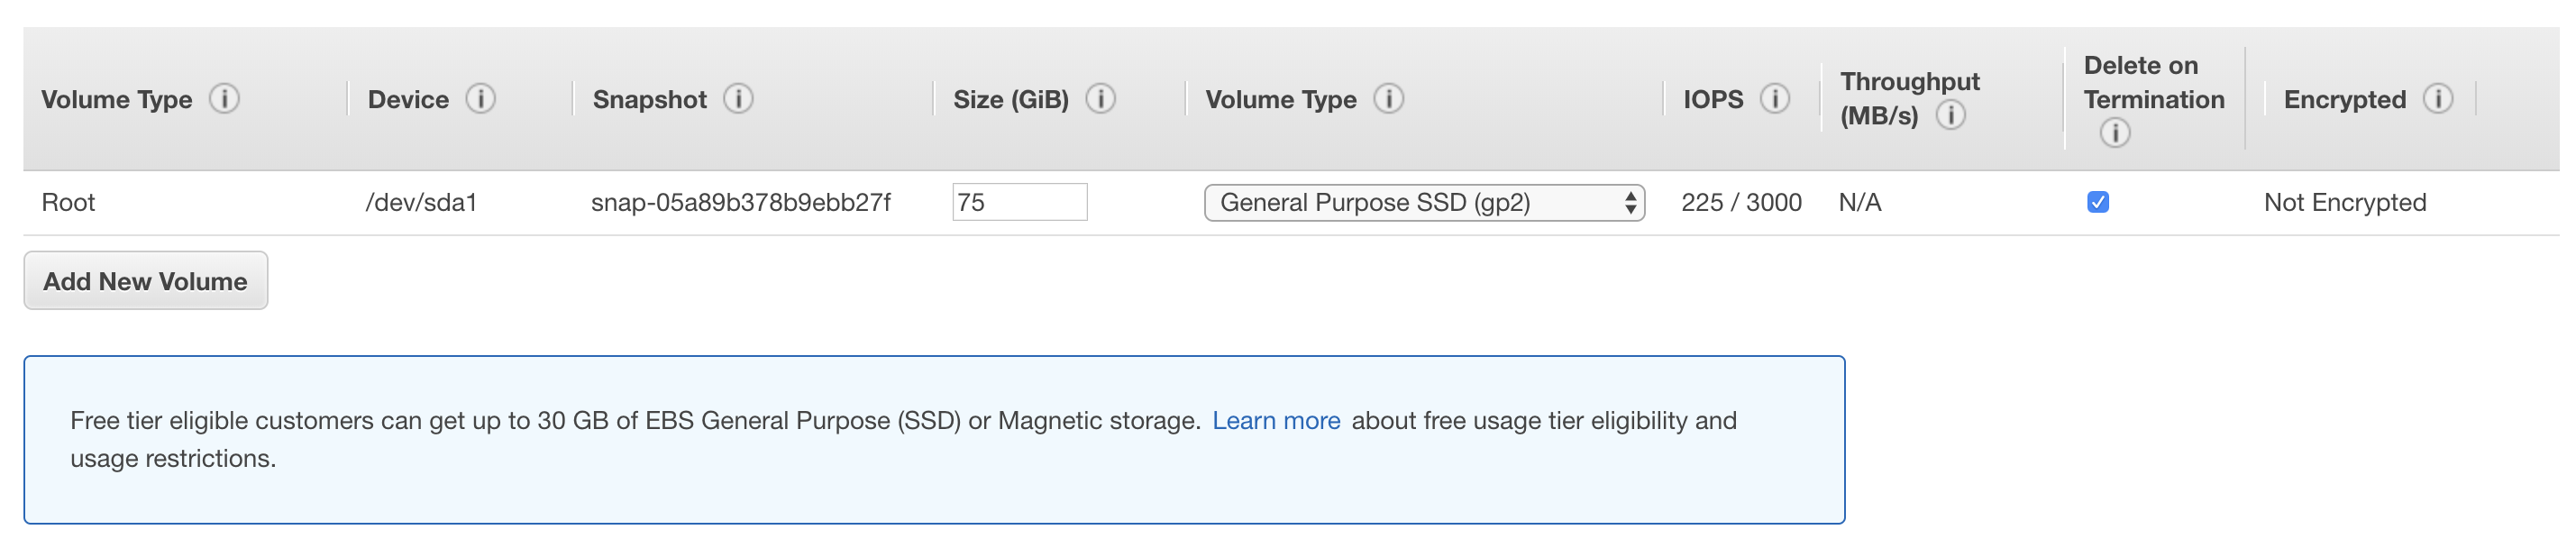 Volume Type
Device
Snapshot
Size (GiB)
Volume Type
IOPS
Throughput
(MB/s)
Delete on
Termination
Encrypted
Root
/dev/sda1
snap-05a89b378b9ebb27f
75
General Purpose SSD (gp2)
225 / 3000
N/A
Not Encrypted
Add New Volume
Free tier eligible customers can get up to 30 GB of EBS General Purpose (SSD) or Magnetic storage. Learn more about free usage tier eligibility and
usage restrictions.